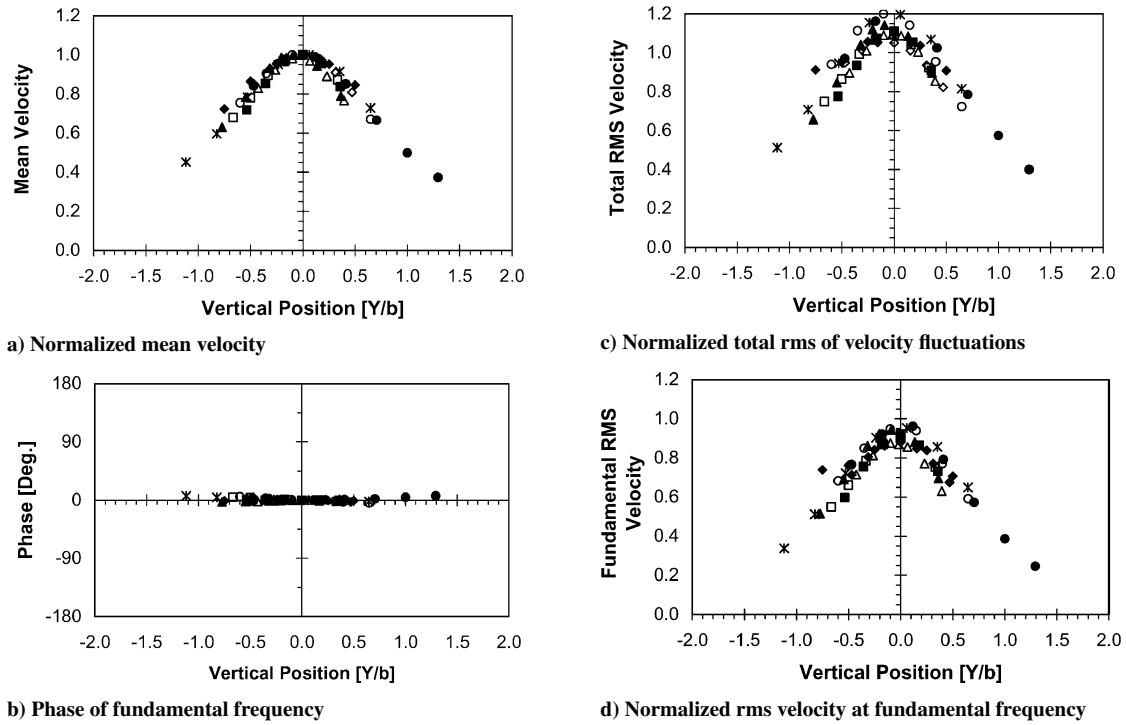 1.2
1.0
0.8
0.6
0.4
0.2
0.0
Mean Velocity
-2.0 -1.5 -1.0 -0.5 0.0 0.5 1.0 1.5 2.0
Vertical Position [Y/b]
a) Normalized mean velocity
180
90
0
-90
-180
Phase [Deg.]
-2.0 -1.5 -1.0 -0.5 0.0 0.5 1.0 1.5 2.0
Vertical Position [Y/b]
b) Phase of fundamental frequency
1.2
1.0
0.8
0.6
0.4
0.2
0.0
Total RMS Velocity
-2.0 -1.5 -1.0 -0.5 0.0 0.5 1.0 1.5 2.0
Vertical Position [Y/b]
c) Normalized total rms of velocity fluctuations
1.2
1.0
0.8
0.6
0.4
0.2
0.0
Fundamental RMS
Velocity
-2.0 -1.5 -1.0 -0.5 0.0 0.5 1.0 1.5 2.0
Vertical Position [Y/b]
d) Normalized rms velocity at fundamental frequency